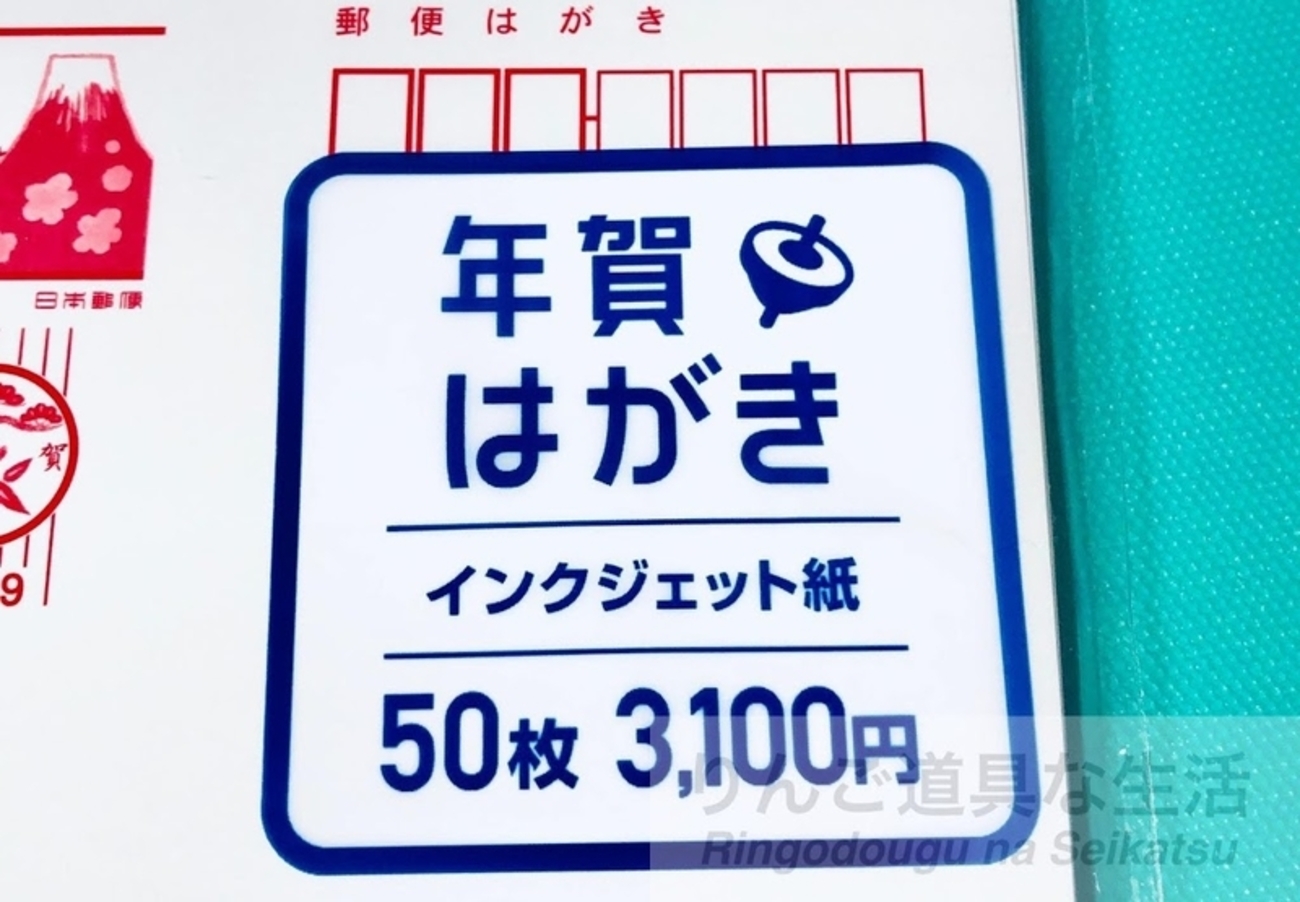 郵便はがき
日本郵便
賀
9
年賀
はがき
インクジェット紙
50枚 3,100円
りんご道具な生活
Ringodougu na Seikatsu